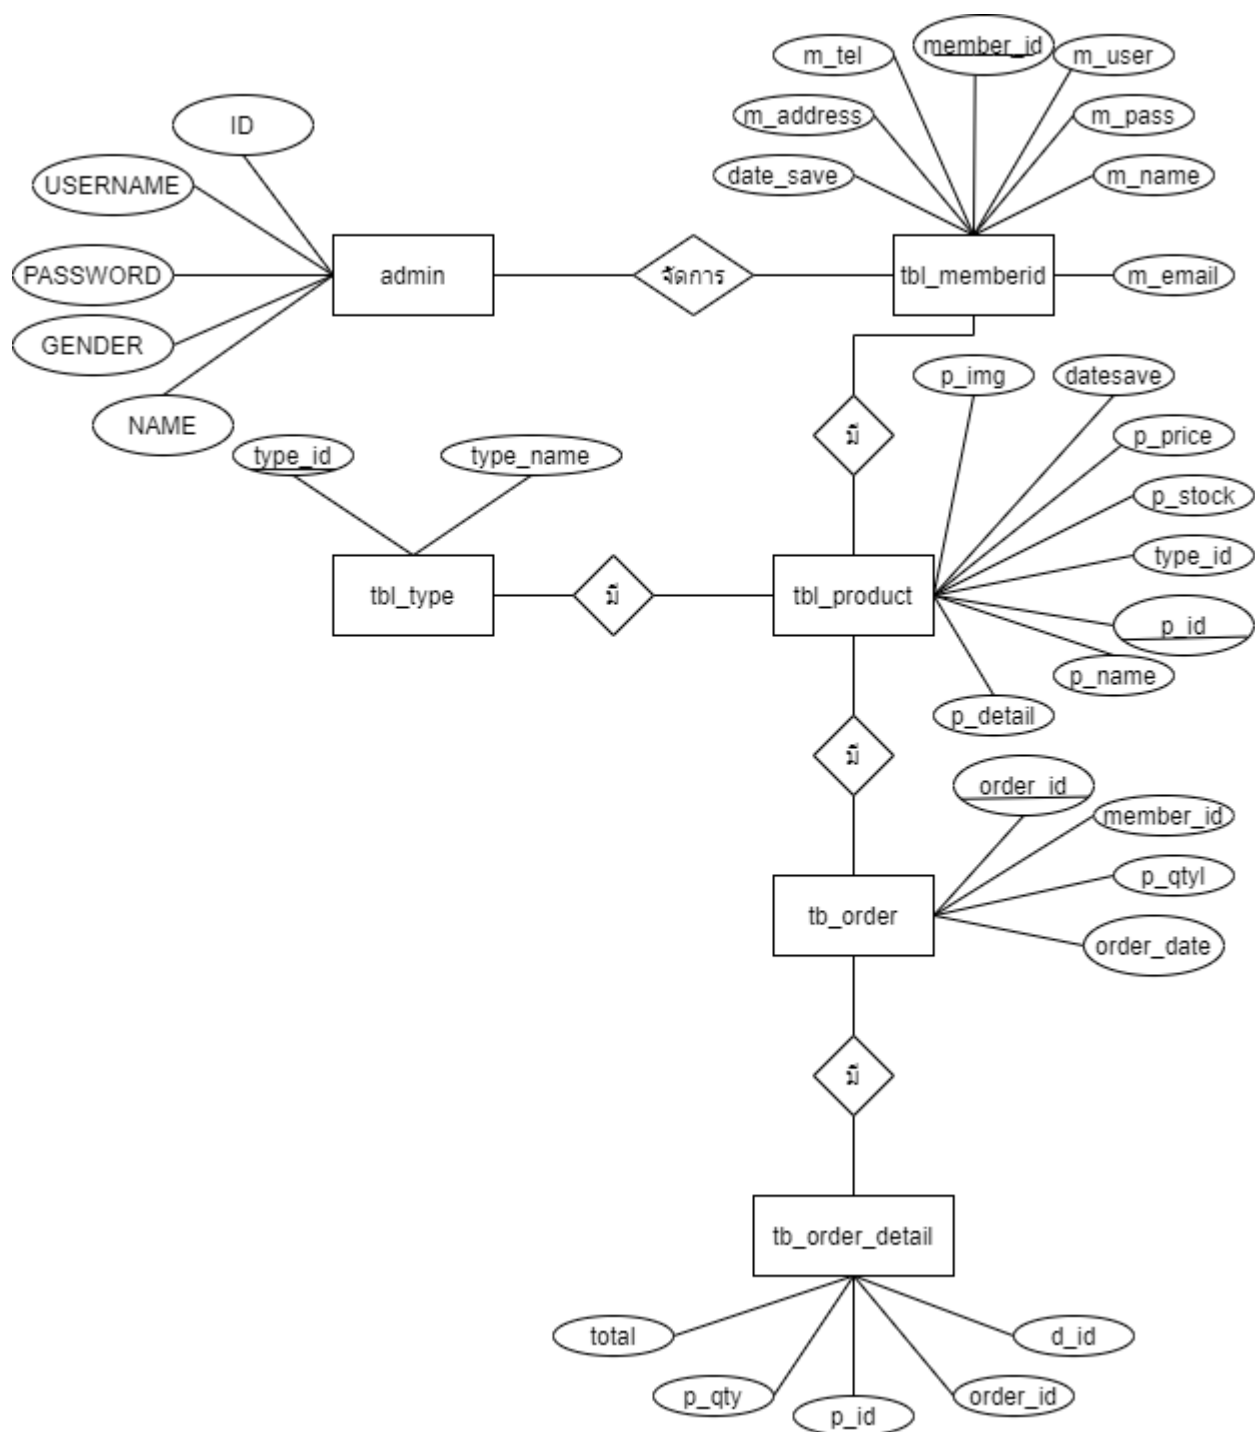 member_id
m_tel
m_user
ID
m_address
m_pass
USERNAME
date_save
m_name
PASSWORD
admin
จัดการ
tbl_memberid
m_email
GENDER
p_img
datesave
NAME
type_id
type_name
มี
p_price
p_stock
type_id
tbl_type
มี
tbl_product
p_id
p_name
p_detail
มี
order_id
member_id
p_qtyl
tb_order
order_date
มี
tb_order_detail
total
d_id
p_qty
order_id
p_id